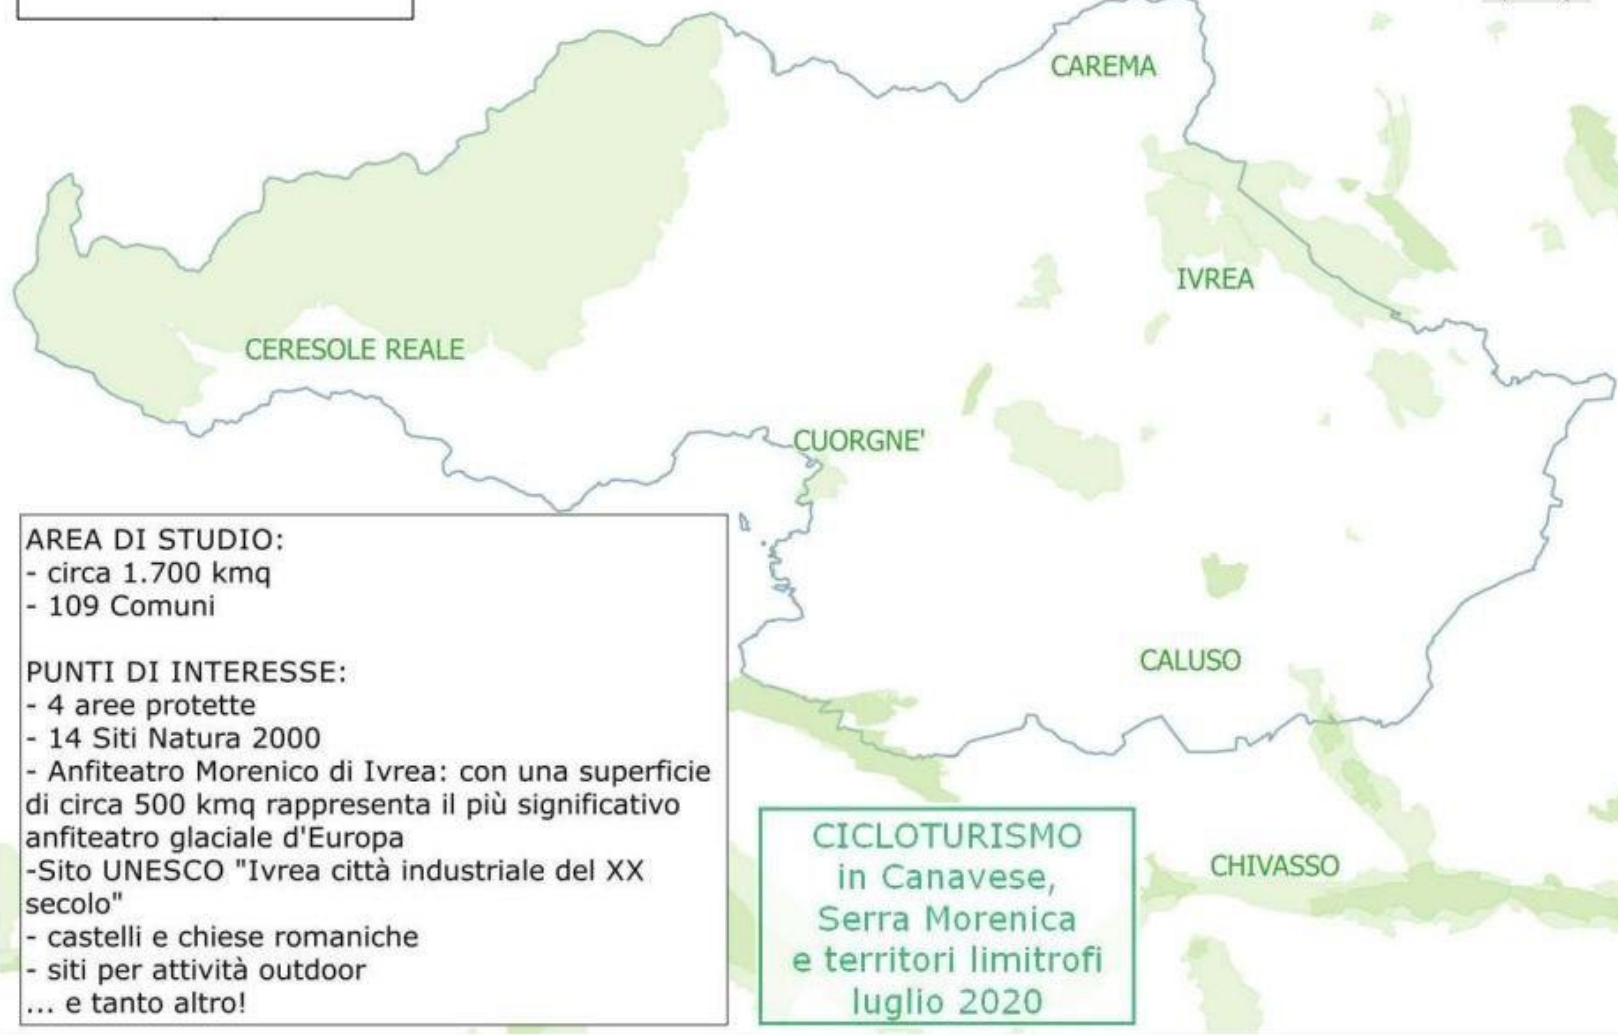 CAREMA
IVREA
CERESOLE REALE
CUORGNE'
AREA DI STUDIO:
- circa 1.700 kmq
- 109 Comuni
PUNTI DI INTERESSE:
- 4 aree protette
- 14 Siti Natura 2000
- Anfiteatro Morenico di Ivrea: con una superficie
di circa 500 kmq rappresenta il più significativo
anfiteatro glaciale d'Europa
-Sito UNESCO "Ivrea città industriale del XX
secolo"
- castelli e chiese romaniche
- siti per attività outdoor
... e tanto altro!
CALUSO
CICLOTURISMO
in Canavese,
Serra Morenica
e territori limitrofi
luglio 2020
CHIVASSO